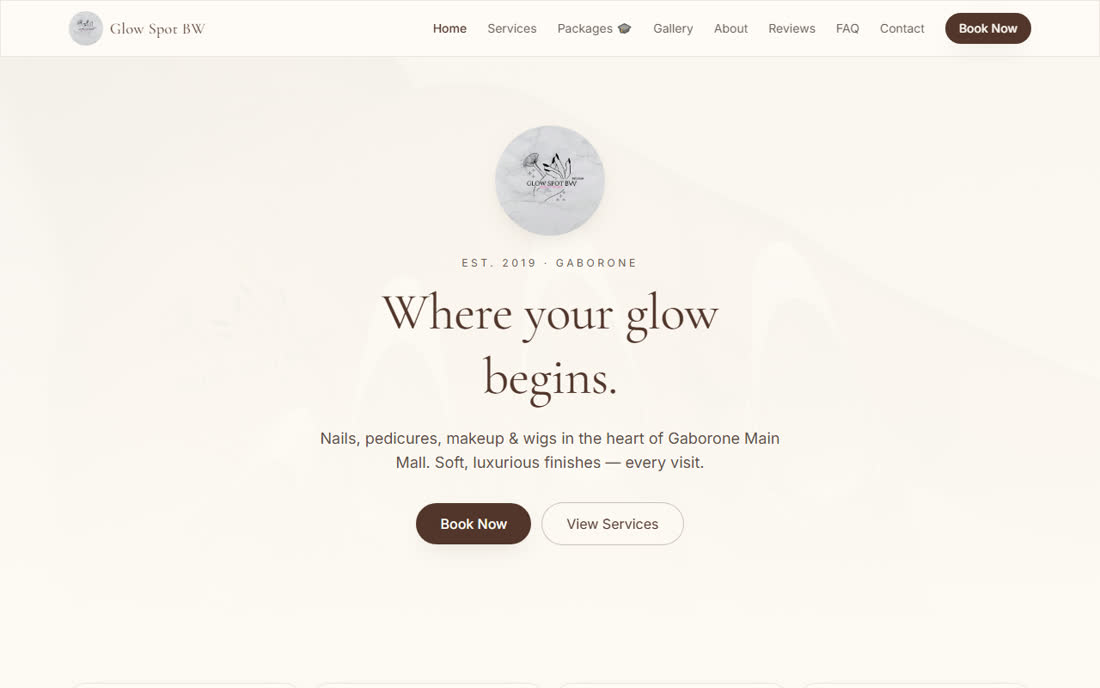 Glow Spot BW
Home Services Packages 🎓 Gallery About Reviews FAQ Contact Book Now
GLOW SPOT BW
EST. 2019 · GABORONE
Where your glow
begins.
Nails, pedicures, makeup & wigs in the heart of Gaborone Main
Mall. Soft, luxurious finishes — every visit.
Book Now View Services